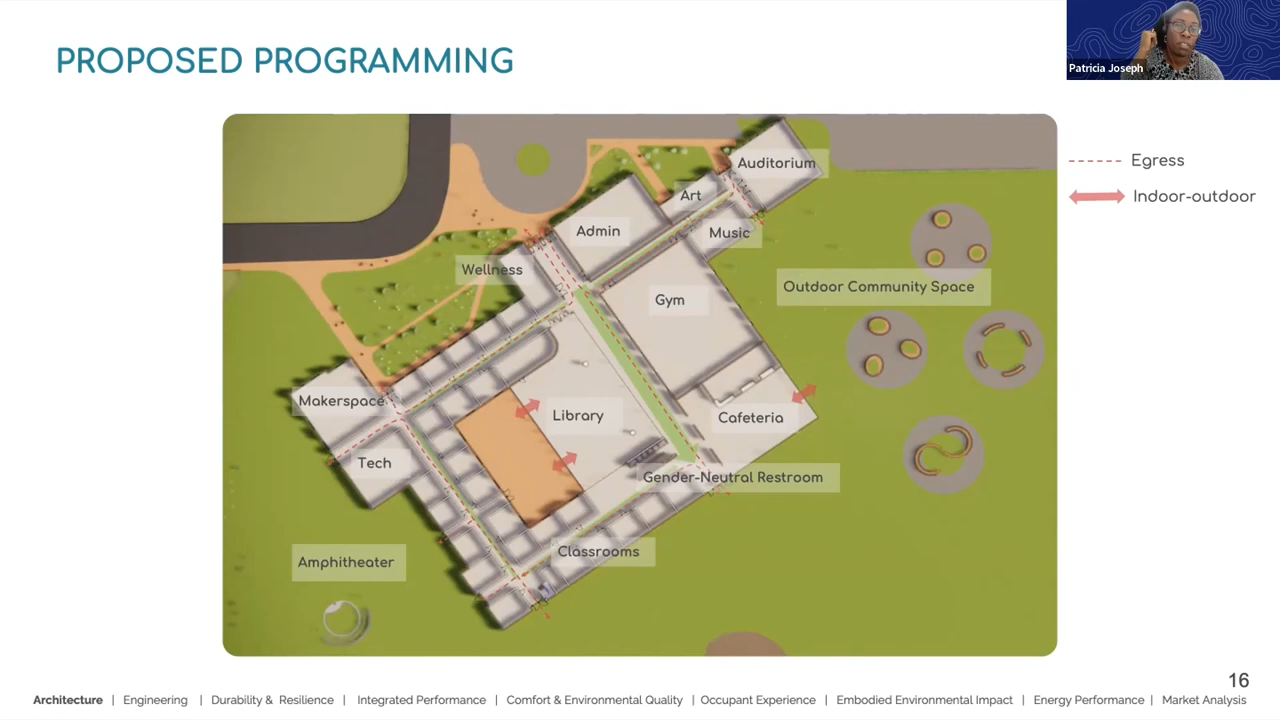 PROPOSED PROGRAMMING
Patricia Joseph
Egress
Indoor-outdoor
Auditorium
Art
Admin
Music
Wellness
Outdoor Community Space
Gym
Makerspace
Library
Cafeteria
Tech
Gender-Neutral Restroom
Classrooms
Amphitheater
16
Architecture | Engineering | Durability & Resilience | Integrated Performance | Comfort & Environmental Quality | Occupant Experience | Embodied Environmental Impact | Energy Performance | Market Analysis